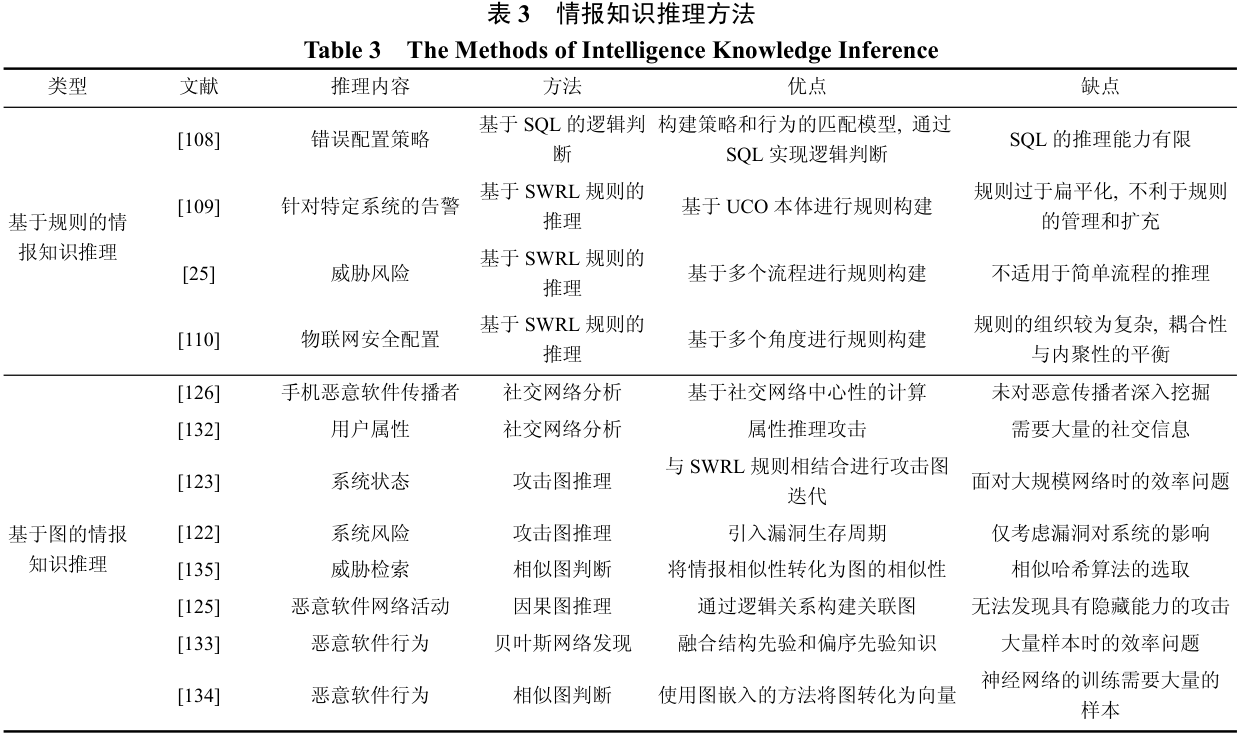 表 3 情报知识推理方法
Table 3 The Methods of Intelligence Knowledge Inference
类型 文献 推理内容 方法 优点 缺点
基于规则的情报知识推理 [108] 错误配置策略 基于 SQL 的逻辑判断 构建策略和行为的匹配模型, 通过 SQL 实现逻辑判断 SQL 的推理能力有限
[109] 针对特定系统的告警 基于 SWRL 规则的推理 基于 UCO 本体进行规则构建 规则过于扁平化, 不利于规则的管理和扩充
[25] 威胁风险 基于 SWRL 规则的推理 基于多个流程进行规则构建 不适用于简单流程的推理
[110] 物联网安全配置 基于 SWRL 规则的推理 基于多个角度进行规则构建 规则的组织较为复杂, 耦合性与内聚性的平衡
基于图的情报知识推理 [126] 手机恶意软件传播者 社交网络分析 基于社交网络中心性的计算 未对恶意传播者深入挖掘
[132] 用户属性 社交网络分析 属性推理攻击 需要大量的社交信息
[123] 系统状态 攻击图推理 与 SWRL 规则相结合进行攻击图迭代 面对大规模网络时的效率问题
[122] 系统风险 攻击图推理 引入漏洞生存周期 仅考虑漏洞对系统的影响
[135] 威胁检索 相似图判断 将情报相似性转化为图的相似性 相似哈希算法的选取
[125] 恶意软件网络活动 因果图推理 通过逻辑关系构建关联图 无法发现具有隐藏能力的攻击
[133] 恶意软件行为 贝叶斯网络发现 融合结构先验和偏序先验知识 大量样本时的效率问题
[134] 恶意软件行为 相似图判断 使用图嵌入的方法将图转化为向量 神经网络的训练需要大量的样本